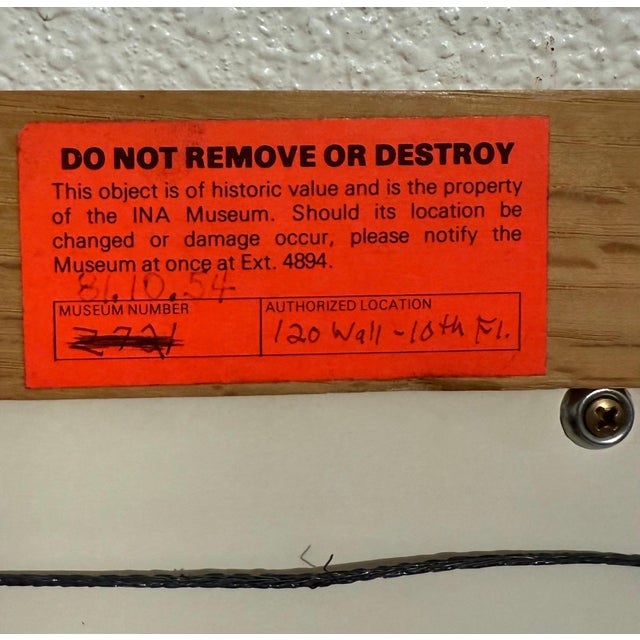 DO NOT REMOVE OR DESTROY
This object is of historic value and is the property
of the INA Museum. Should its location be
changed or damage occur, please notify the
Museum at once at Ext. 4894.
81.10.54
MUSEUM NUMBER
AUTHORIZED LOCATION
120 Wall - 10th Fl.